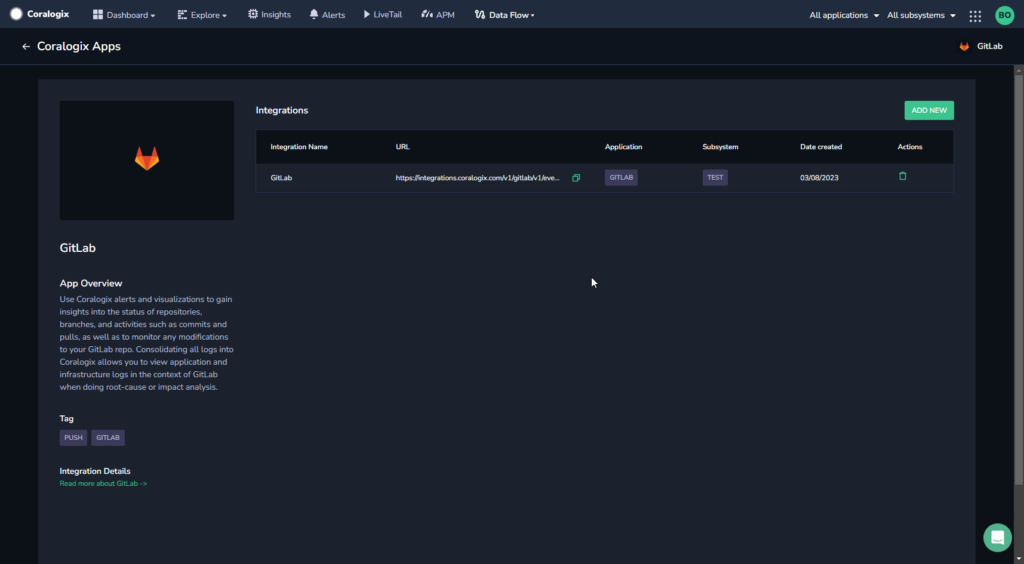 Coralogix Dashboard Explore Insights Alerts LiveTail APM Data Flow All applications All subsystems BO
← Coralogix Apps GitLab
Integrations ADD NEW
Integration Name URL Application Subsystem Date created Actions
GitLab https://integrations.coralogix.com/v1/gitlab/v1/eve... GITLAB TEST 03/08/2023
GitLab
App Overview
Use Coralogix alerts and visualizations to gain
insights into the status of repositories,
branches, and activities such as commits and
pulls, as well as to monitor any modifications
to your GitLab repo. Consolidating all logs into
Coralogix allows you to view application and
infrastructure logs in the context of GitLab
when doing root-cause or impact analysis.
Tag
PUSH GITLAB
Integration Details
Read more about GitLab ->